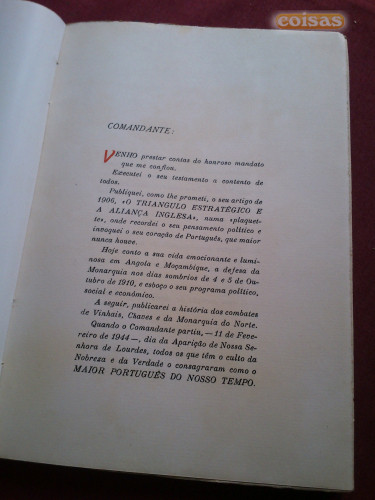 coisas
COMANDANTE:
VENHO prestar contas do honroso mandato
que me confiou.
Executei o seu testamento a contento de
todos.
Publiquei, como lhe prometi, o seu artigo de
1906, «O TRIANGULO ESTRATÉGICO E
A ALIANÇA INGLESA», numa «plaquet-
te», onde recordei o seu pensamento político e
invoquei o seu coração de Português, que maior
nunca houve.
Hoje conto a sua vida emocionante e lumi-
nosa em Angola e Moçambique, a defesa da
Monarquia nos dias sombrios de 4 e 5 de Ou-
tubro de 1910, e esboço o seu programa político,
social e económico.
A seguir, publicarei a história dos combates
de Vinhais, Chaves e da Monarquia do Norte.
Quando o Comandante partiu, — 11 de Feve-
reiro de 1944 —, dia da Aparição de Nossa Se-
nhora de Lourdes, todos os que têm o culto da
Nobreza e da Verdade o consagraram como o
MAIOR PORTUGUÊS DO NOSSO TEMPO.